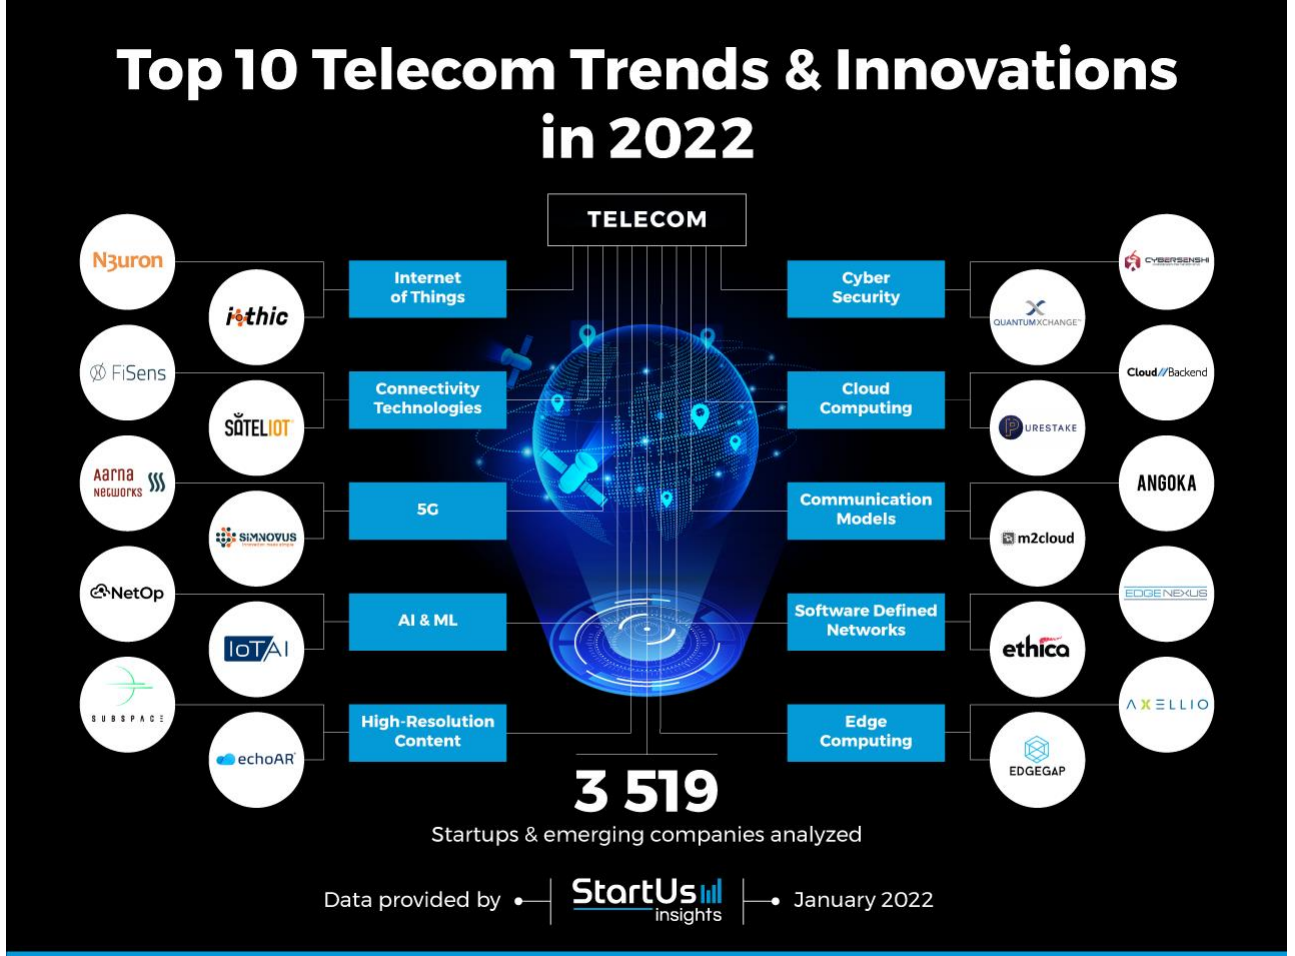 Top 10 Telecom Trends & Innovations
in 2022
TELECOM
N3uron
iothic
Internet
of Things
FiSens
SATELIOT
Connectivity
Technologies
Aarna
Networks
SIMNOVUS
5G
NetOp
IoT/AI
AI & ML
SUBSPACE
echoAR
High-Resolution
Content
Cyber
Security
CYBERSENSHI
QUANTUMXCHANGE
Cloud
Computing
Cloud//Backend
PURESTAKE
Communication
Models
ANGOKA
m2cloud
Software Defined
Networks
EDGENEXUS
ethica
Edge
Computing
AXELLIO
EDGEGAP
3 519
Startups & emerging companies analyzed
Data provided by
StartUs
insights
January 2022